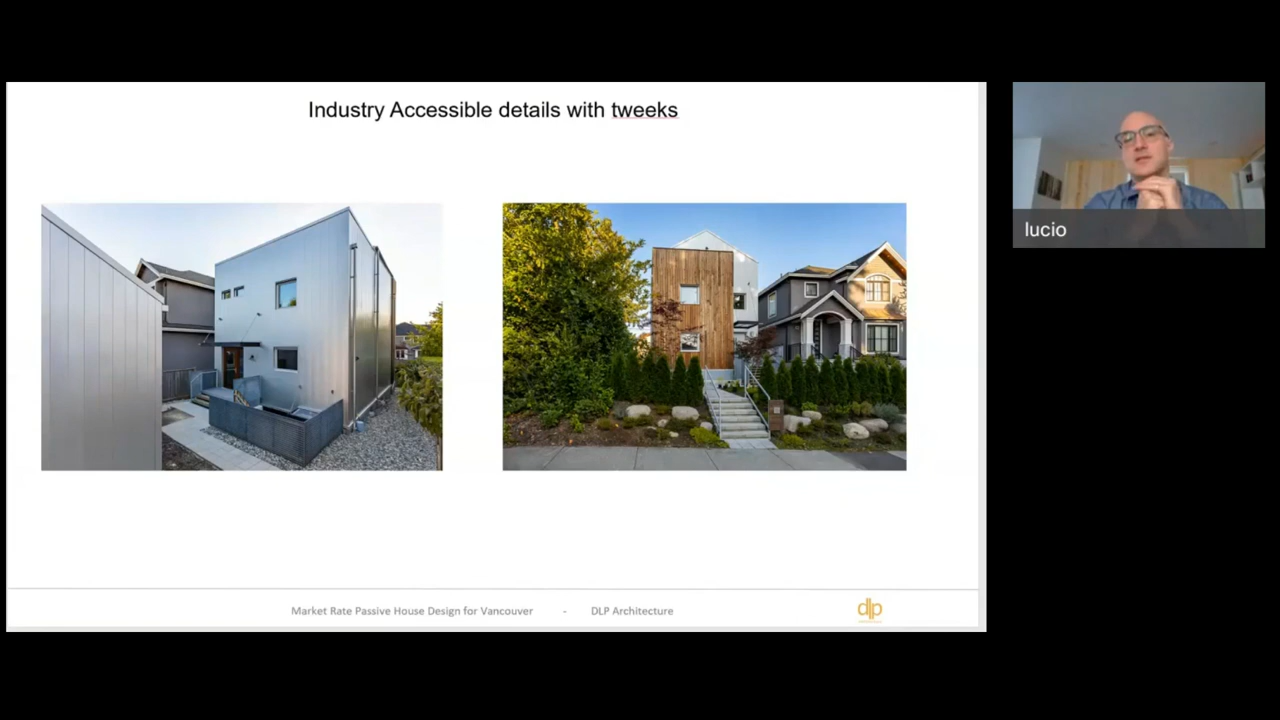 Industry Accessible details with tweeks
lucio
Market Rate Passive House Design for Vancouver - DLP Architecture
dlp